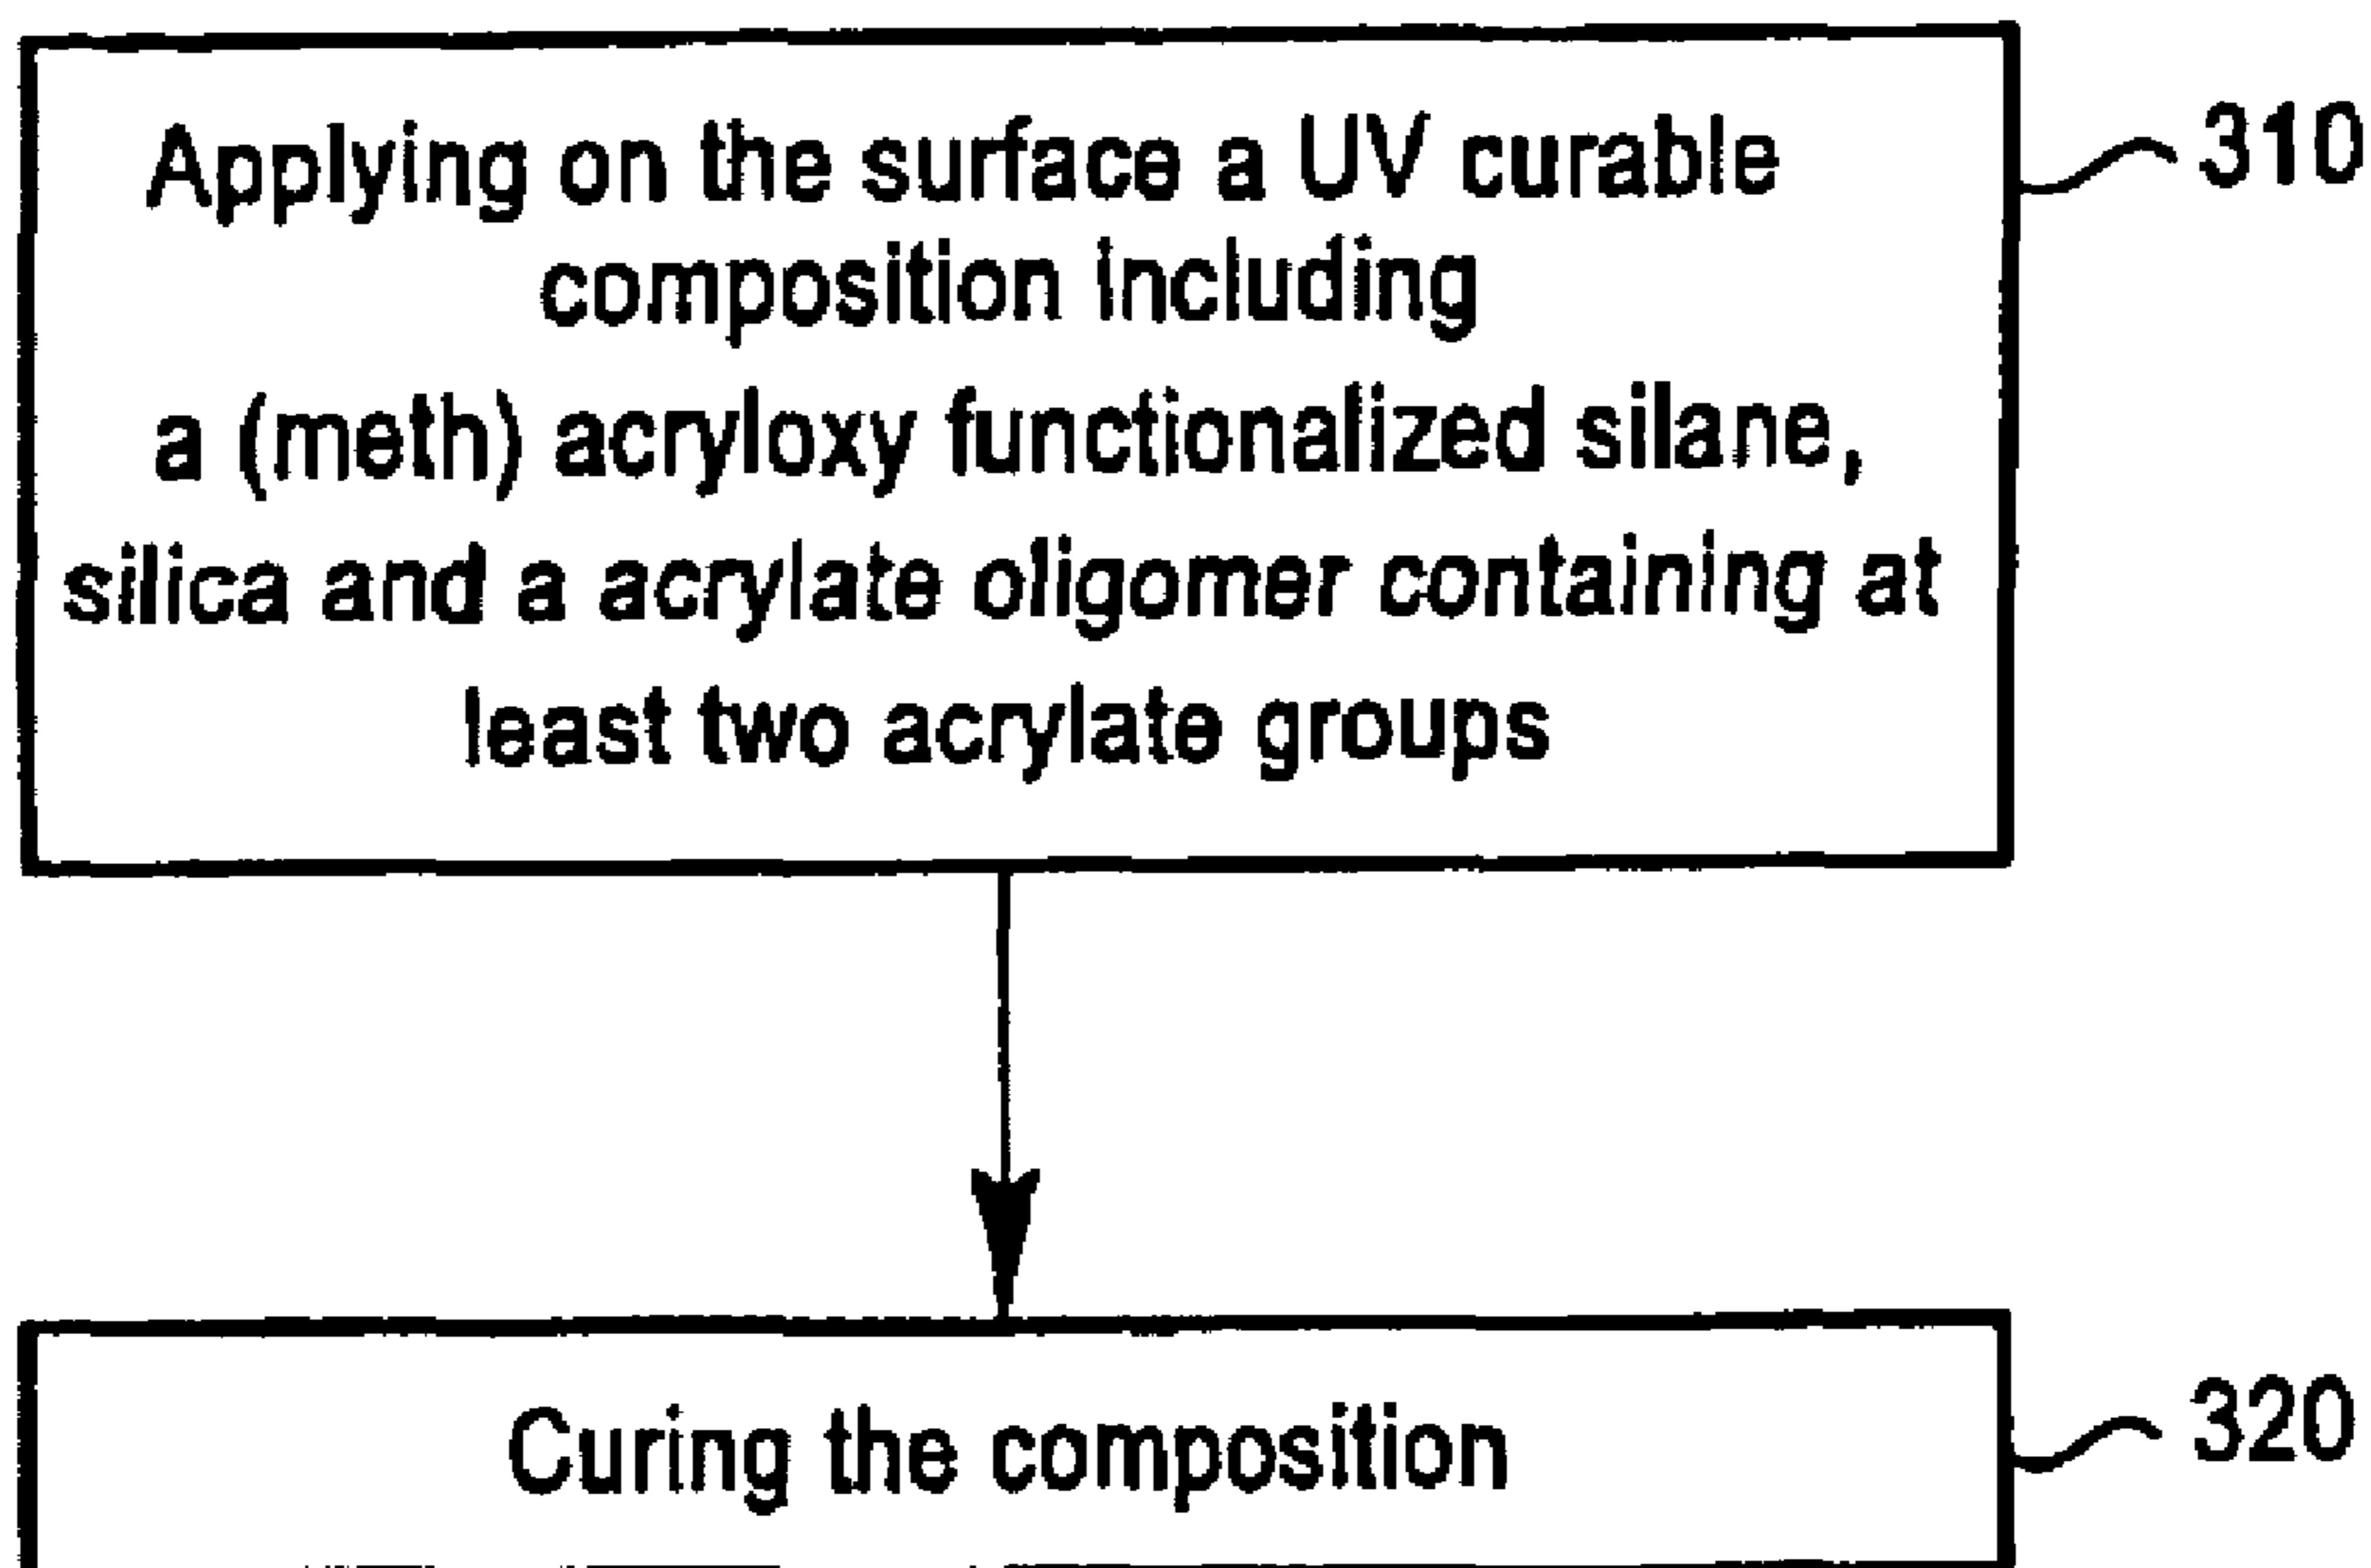 Applying on the surface a UV curable
310
composition including
a (meth) acryloxy functionalized silane,
silica and a acrylate oligomer containing at
least two acrylate groups
Curing the composition
320